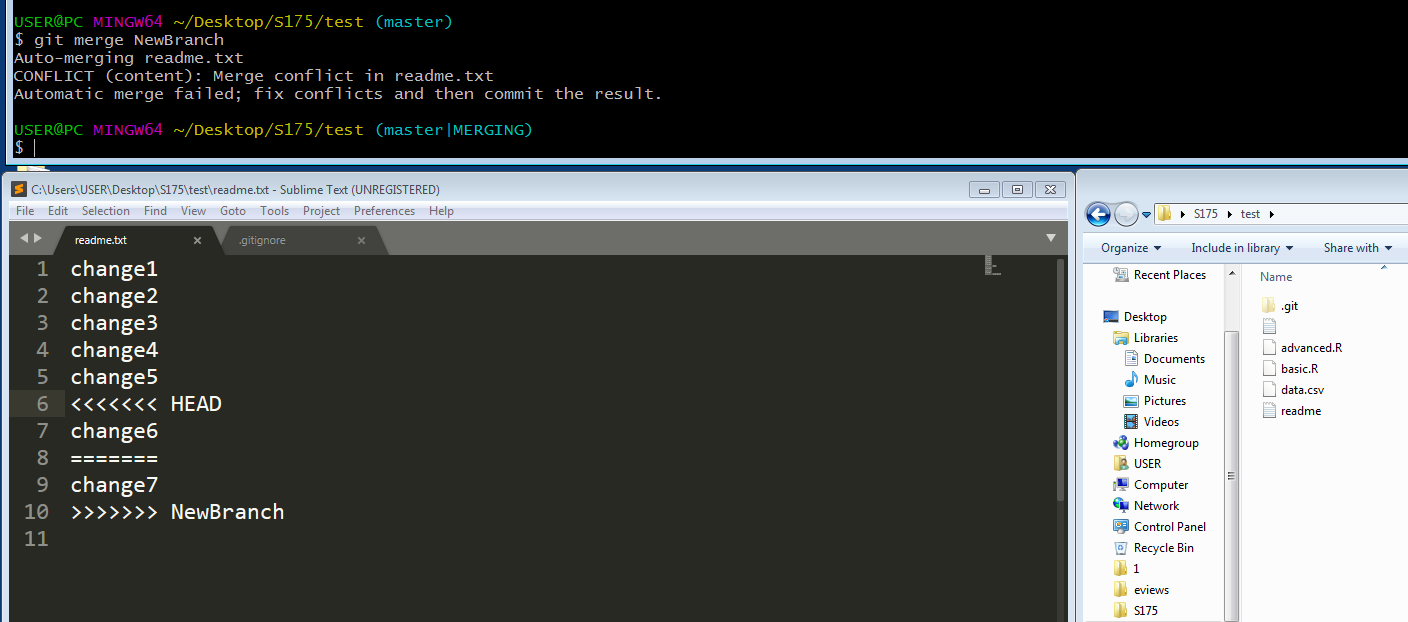 USER@PC MINGW64 ~/Desktop/S175/test (master)
$ git merge NewBranch
Auto-merging readme.txt
CONFLICT (content): Merge conflict in readme.txt
Automatic merge failed; fix conflicts and then commit the result.
USER@PC MINGW64 ~/Desktop/S175/test (master|MERGING)
$
C:\Users\USER\Desktop\S175\test\readme.txt - Sublime Text (UNREGISTERED)
File Edit Selection Find View Goto Tools Project Preferences Help
readme.txt .gitignore
1 change1
2 change2
3 change3
4 change4
5 change5
6 <<<<<<< HEAD
7 change6
8 =======
9 change7
10 >>>>>>> NewBranch
11
S175 test
Organize Include in library Share with
Recent Places
Desktop
Libraries
Documents
Music
Pictures
Videos
Homegroup
USER
Computer
Network
Control Panel
Recycle Bin
1
eviews
S175
Name
.git
advanced.R
basic.R
data.csv
readme